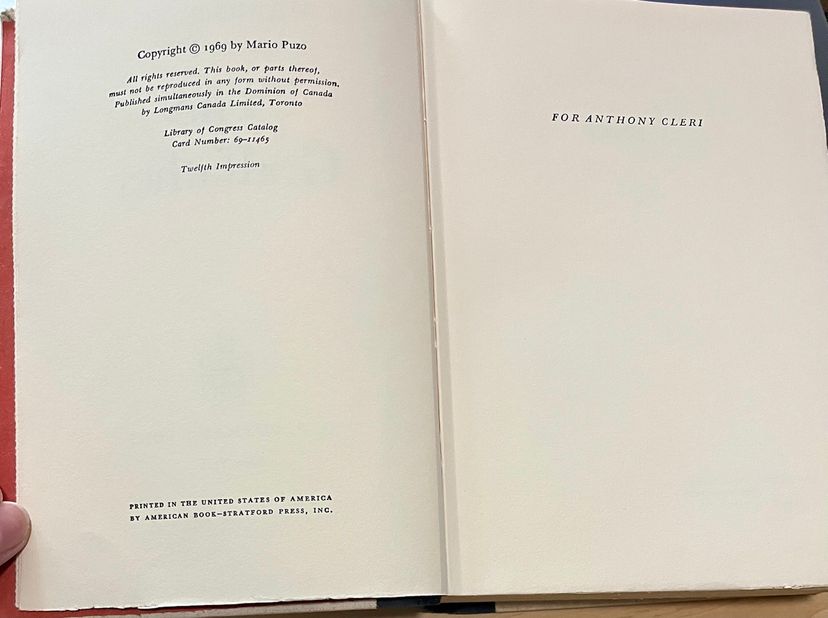 Copyright © 1969 by Mario Puzo
All rights reserved. This book, or parts thereof,
must not be reproduced in any form without permission.
Published simultaneously in the Dominion of Canada
by Longmans Canada Limited, Toronto
Library of Congress Catalog
Card Number: 69–11465
Twelfth Impression
PRINTED IN THE UNITED STATES OF AMERICA
BY AMERICAN BOOK–STRATFORD PRESS, INC.
FOR ANTHONY CLERI